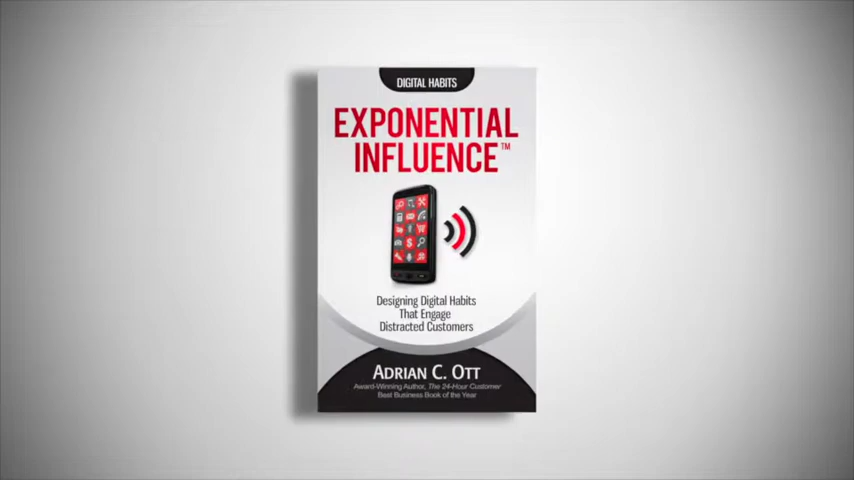 DIGITAL HABITS
EXPONENTIAL
INFLUENCE™
Designing Digital Habits
That Engage
Distracted Customers
ADRIAN C. OTT
Award-Winning Author, The 24-Hour Customer
Best Business Book of the Year